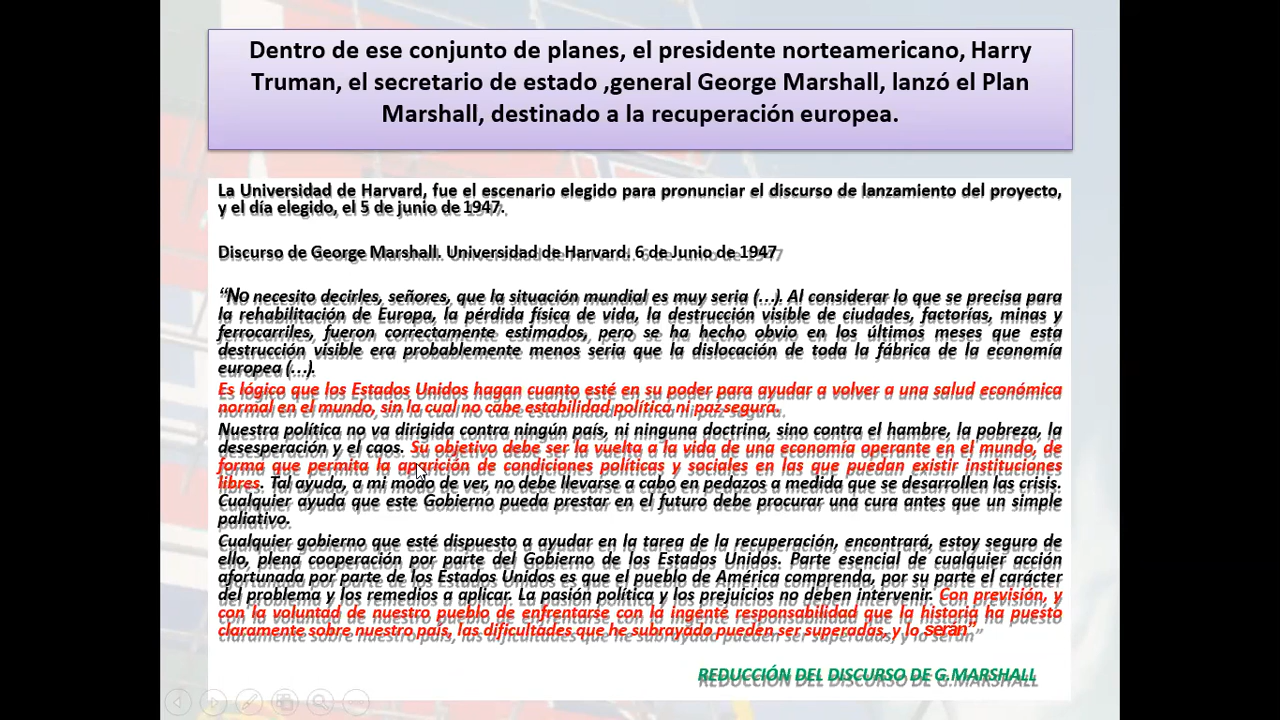 Dentro de ese conjunto de planes, el presidente norteamericano, Harry
Truman, el secretario de estado ,general George Marshall, lanzó el Plan
Marshall, destinado a la recuperación europea.
La Universidad de Harvard, fue el escenario elegido para pronunciar el discurso de lanzamiento del proyecto,
y el día elegido, el 5 de junio de 1947.
Discurso de George Marshall. Universidad de Harvard. 6 de Junio de 1947
“No necesito decirles, señores, que la situación mundial es muy seria (…). Al considerar lo que se precisa para
la rehabilitación de Europa, la pérdida física de vida, la destrucción visible de ciudades, factorías, minas y
ferrocarriles, fueron correctamente estimados, pero se ha hecho obvio en los últimos meses que esta
destrucción visible era probablemente menos seria que la dislocación de toda la fábrica de la economía
europea (…).
Es lógico que los Estados Unidos hagan cuanto esté en su poder para ayudar a volver a una salud económica
normal en el mundo, sin la cual no cabe estabilidad política ni paz segura.
Nuestra política no va dirigida contra ningún país, ni ninguna doctrina, sino contra el hambre, la pobreza, la
desesperación y el caos. Su objetivo debe ser la vuelta a la vida de una economía operante en el mundo, de
forma que permita la aparición de condiciones políticas y sociales en las que puedan existir instituciones
libres. Tal ayuda, a mi modo de ver, no debe llevarse a cabo en pedazos a medida que se desarrollen las crisis.
Cualquier ayuda que este Gobierno pueda prestar en el futuro debe procurar una cura antes que un simple
paliativo.
Cualquier gobierno que esté dispuesto a ayudar en la tarea de la recuperación, encontrará, estoy seguro de
ello, plena cooperación por parte del Gobierno de los Estados Unidos. Parte esencial de cualquier acción
afortunada por parte de los Estados Unidos es que el pueblo de América comprenda, por su parte el carácter
del problema y los remedios a aplicar. La pasión política y los prejuicios no deben intervenir. Con previsión, y
con la voluntad de nuestro pueblo de enfrentarse con la ingente responsabilidad que la historia ha puesto
claramente sobre nuestro país, las dificultades que he subrayado pueden ser superadas, y lo serán”
REDUCCIÓN DEL DISCURSO DE G.MARSHALL